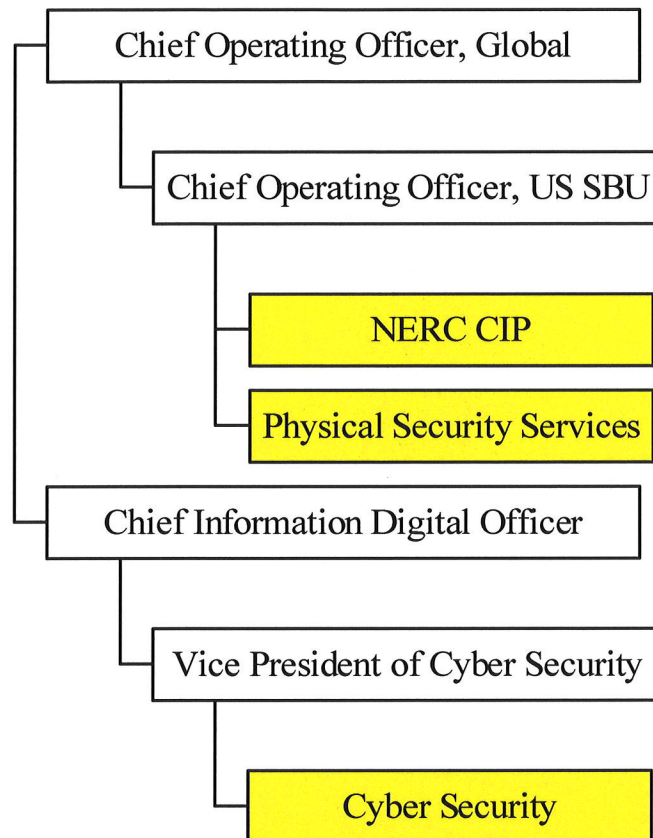 Chief Operating Officer, Global
Chief Operating Officer, US SBU
NERC CIP
Physical Security Services
Chief Information Digital Officer
Vice President of Cyber Security
Cyber Security